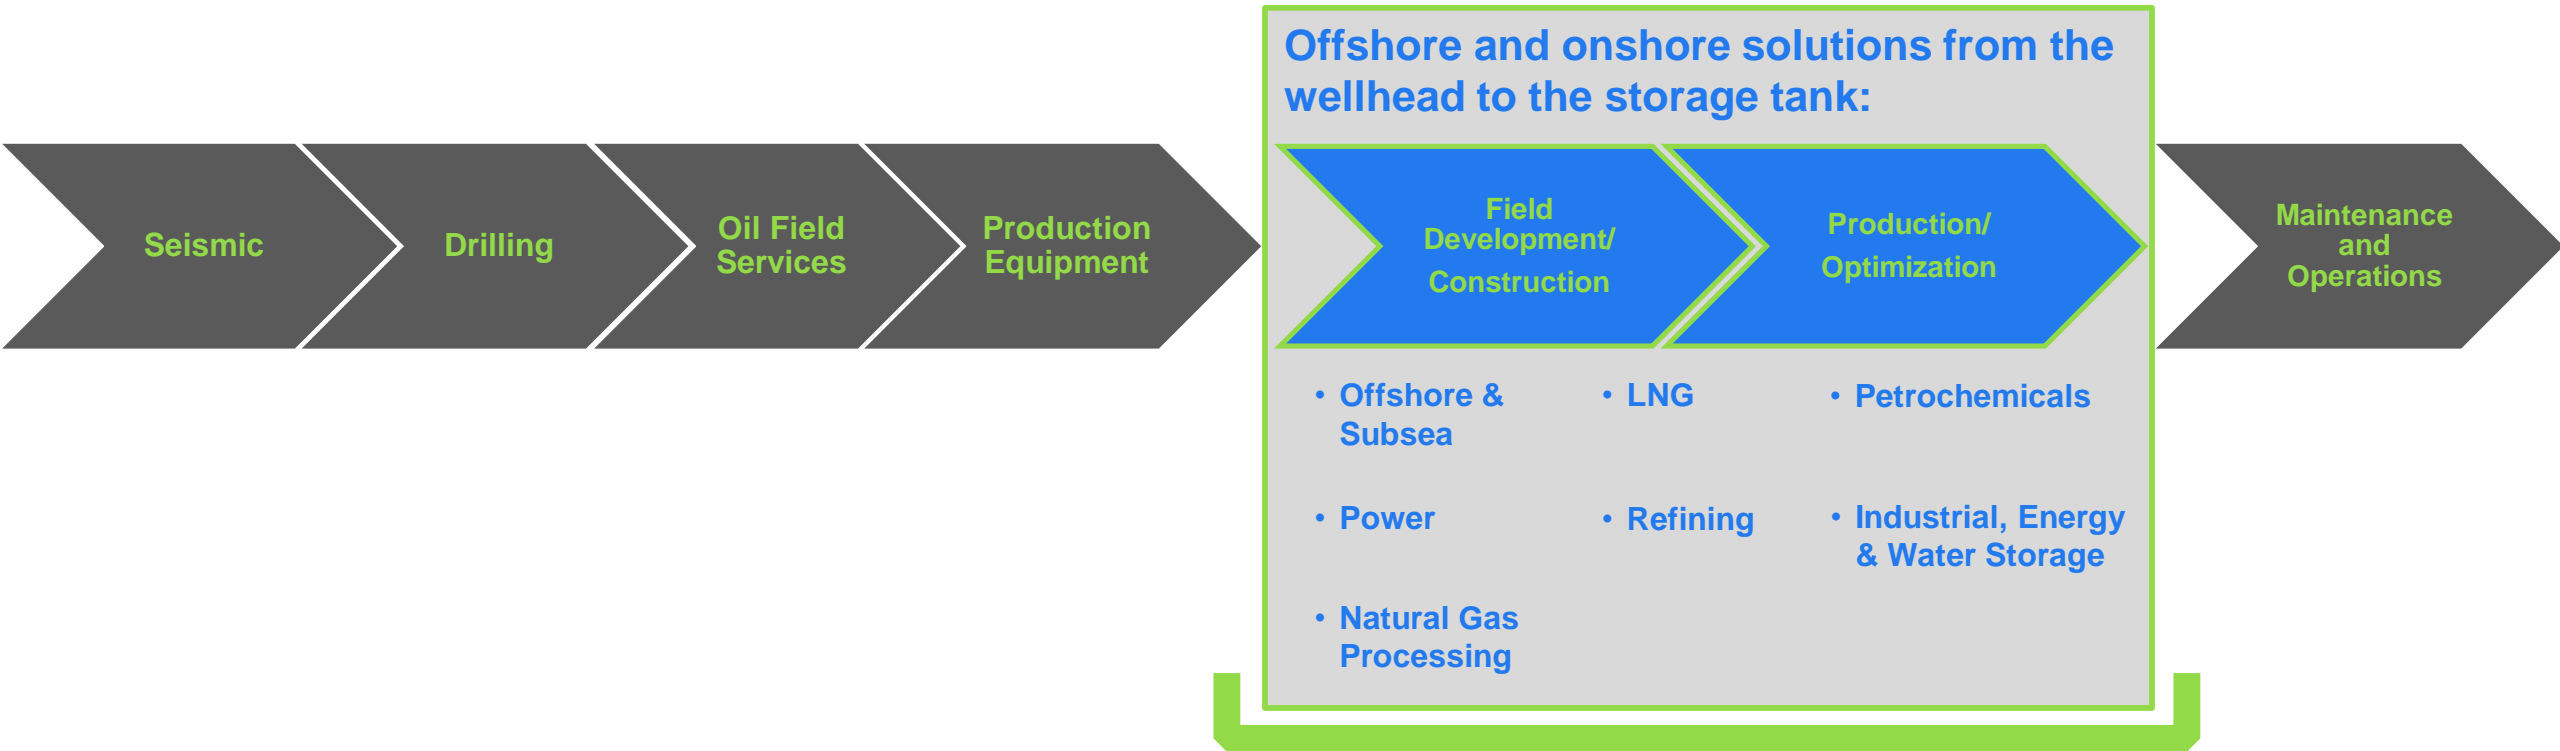 Offshore and onshore solutions from the
wellhead to the storage tank:
Seismic
Drilling
Oil Field
Services
Production
Equipment
Field
Development/
Construction
Production/
Optimization
Maintenance
and
Operations
• Offshore &
Subsea
• LNG
• Petrochemicals
• Power
• Refining
• Industrial, Energy
& Water Storage
• Natural Gas
Processing